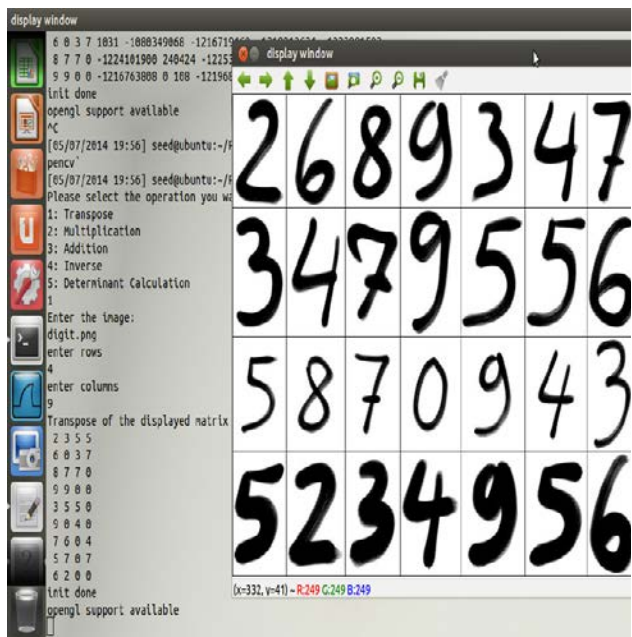 display window
6 0 3 7 1031 -1080349068
8 7 7 0 -1224101900 240424
9 9 0 0 -1216763808 0 108
init done
opengl support available
^C
[05/07/2014 19:56] seed@ubuntu:~/
pencv`
[05/07/2014 19:56] seed@ubuntu:~/
Please select the operation you wa
1: Transpose
2: Multiplication
3: Addition
4: Inverse
5: Determinant Calculation
1
Enter the image:
digit.png
enter rows
4
enter columns
9
Transpose of the displayed matrix
2 3 5 5
6 0 3 7
8 7 7 0
9 9 0 0
3 5 5 0
9 0 4 0
7 6 0 4
5 7 0 7
6 2 0 0
init done
opengl support available
display window
2 6 8 9 3 4 7
3 4 7 9 5 5 6
5 8 7 0 9 4 3
5 2 3 4 9 5 6
(x=332, y=41) ~ R:249 G:249 B:249